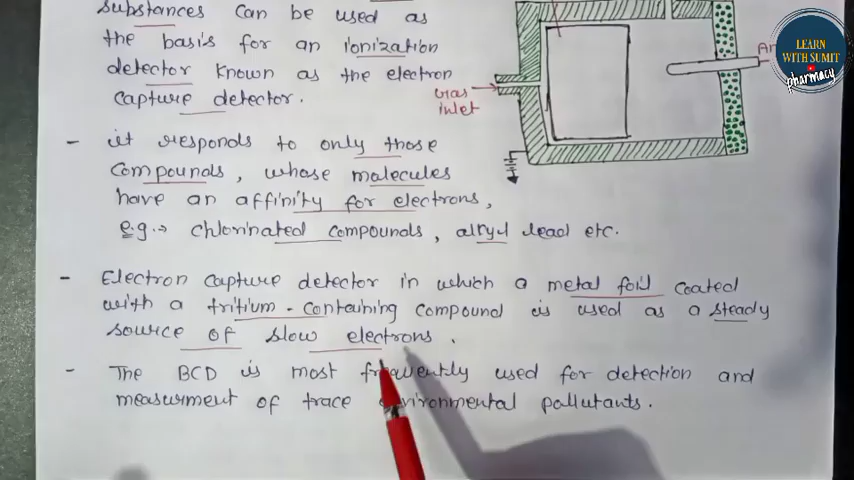 substances can be used as
the basis for an ionization
detector known as the electron
capture detector.
Gas
inlet
An
LEARN
WITH SUMIT
pharmacy
- it responds to only those
compounds, whose molecules
have an affinity for electrons,
e.g.→ chlorinated compounds, alkyl lead etc.
- Electron capture detector in which a metal foil coated
with a tritium-containing compound is used as a steady
source of slow electrons.
- The BCD is most frequently used for detection and
measurment of trace environmental pollutants.